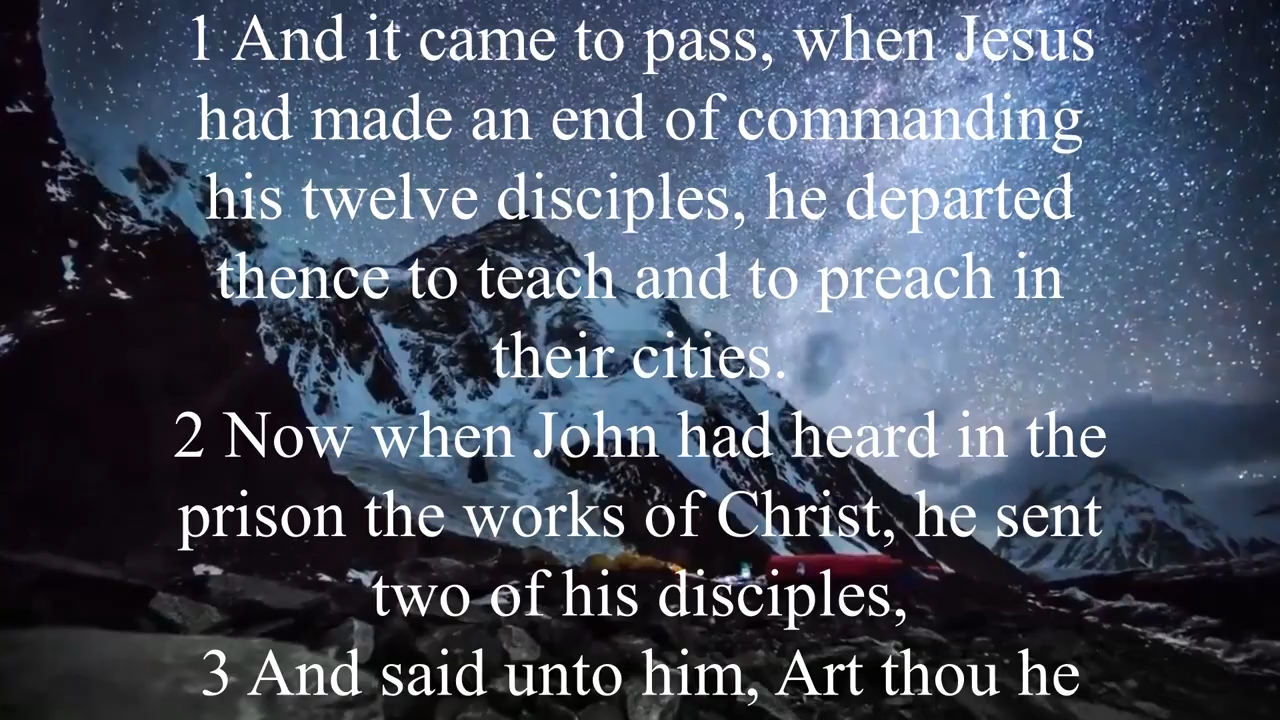 1 And it came to pass, when Jesus
had made an end of commanding
his twelve disciples, he departed
thence to teach and to preach in
their cities.
2 Now when John had heard in the
prison the works of Christ, he sent
two of his disciples,
3 And said unto him, Art thou he